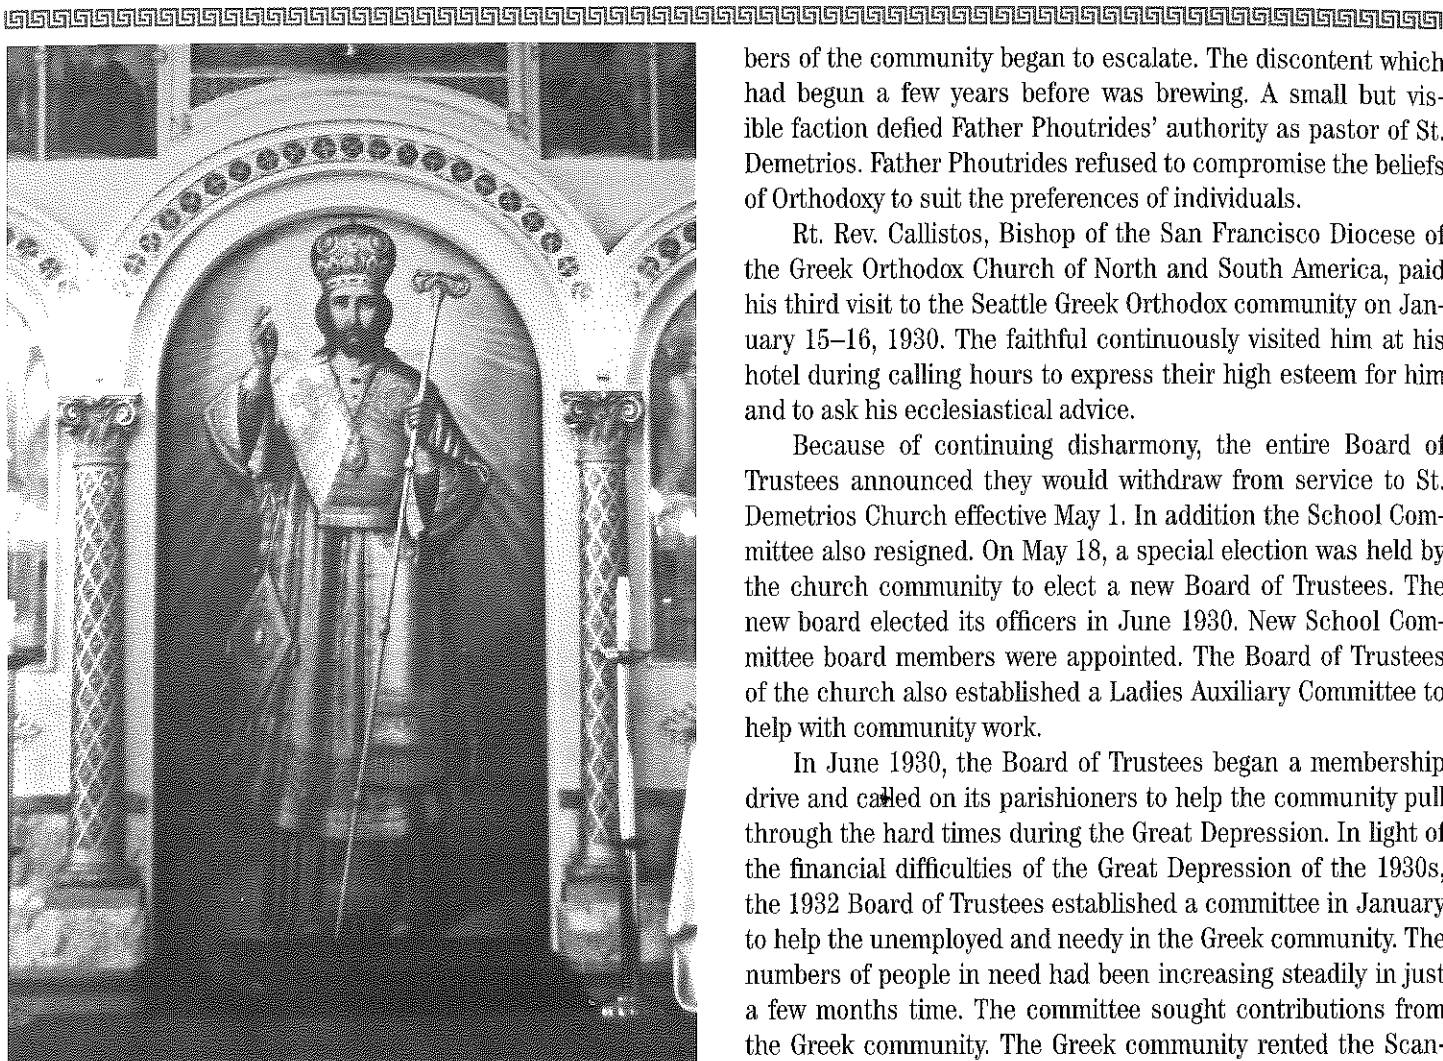 bers of the community began to escalate. The discontent which
had begun a few years before was brewing. A small but vis-
ible faction defied Father Phoutrides' authority as pastor of St.
Demetrios. Father Phoutrides refused to compromise the beliefs
of Orthodoxy to suit the preferences of individuals.
Rt. Rev. Callistos, Bishop of the San Francisco Diocese of
the Greek Orthodox Church of North and South America, paid
his third visit to the Seattle Greek Orthodox community on Jan-
uary 15–16, 1930. The faithful continuously visited him at his
hotel during calling hours to express their high esteem for him
and to ask his ecclesiastical advice.
Because of continuing disharmony, the entire Board of
Trustees announced they would withdraw from service to St.
Demetrios Church effective May 1. In addition the School Com-
mittee also resigned. On May 18, a special election was held by
the church community to elect a new Board of Trustees. The
new board elected its officers in June 1930. New School Com-
mittee board members were appointed. The Board of Trustees
of the church also established a Ladies Auxiliary Committee to
help with community work.
In June 1930, the Board of Trustees began a membership
drive and called on its parishioners to help the community pull
through the hard times during the Great Depression. In light of
the financial difficulties of the Great Depression of the 1930s,
the 1932 Board of Trustees established a committee in January
to help the unemployed and needy in the Greek community. The
numbers of people in need had been increasing steadily in just
a few months time. The committee sought contributions from
the Greek community. The Greek community rented the Scan-